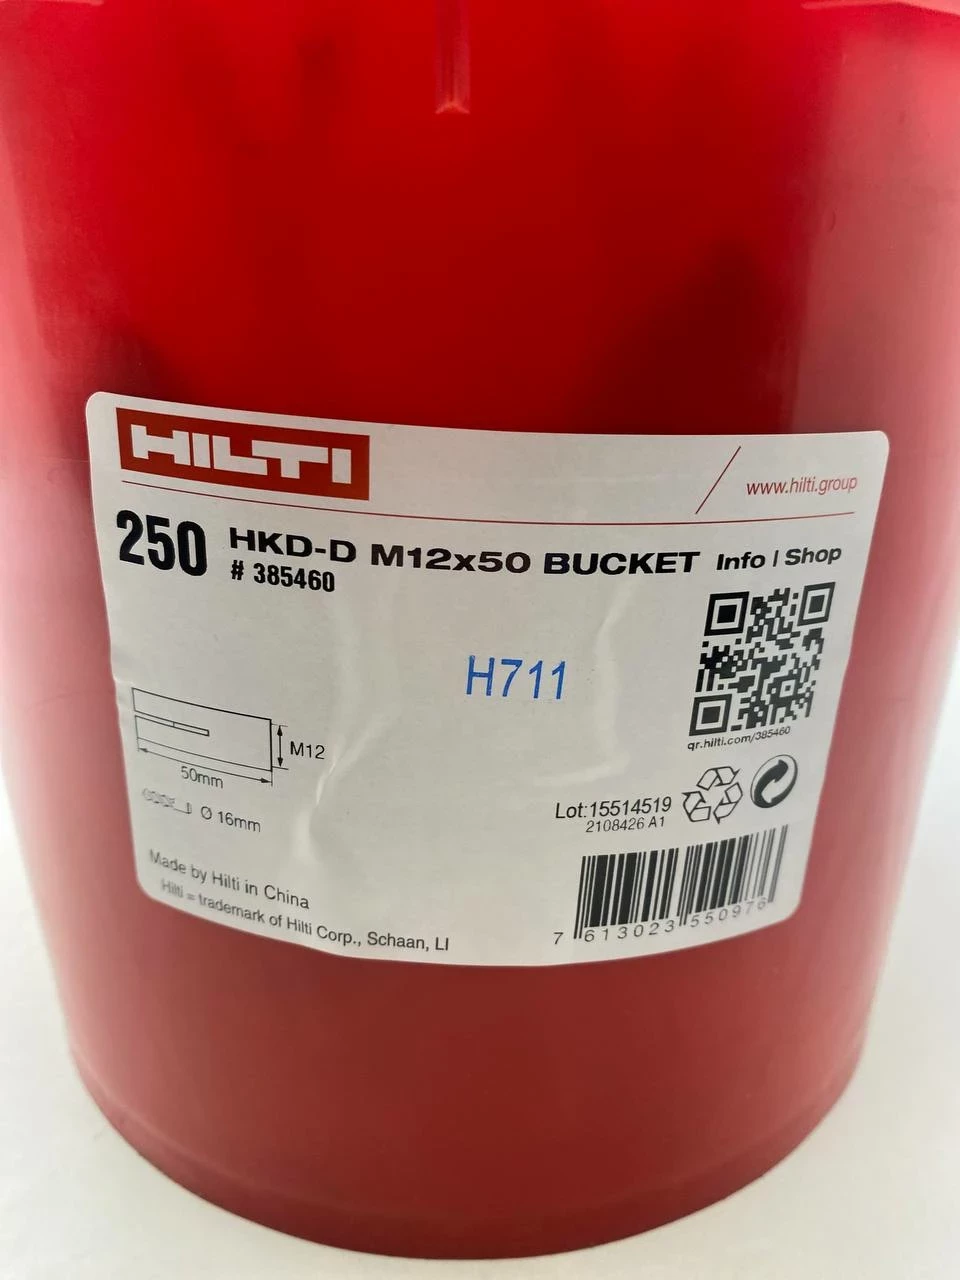 HILTI
www.hilti.group
250 HKD-D M12x50 BUCKET Info | Shop
# 385460
H711
qr.hilti.com/385460
M12
50mm
Ø 16mm
Lot:15514519
2108426 A1
Made by Hilti in China
Hilti = trademark of Hilti Corp., Schaan, LI
7 613023 550976